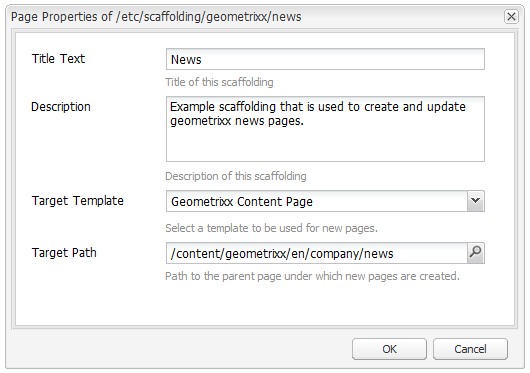 Page Properties of /etc/scaffolding/geometrixx/news
Title Text
News
Title of this scaffolding
Description
Example scaffolding that is used to create and update
geometrixx news pages.
Description of this scaffolding
Target Template
Geometrixx Content Page
Select a template to be used for new pages.
Target Path
/content/geometrixx/en/company/news
Path to the parent page under which new pages are created.
OK
Cancel